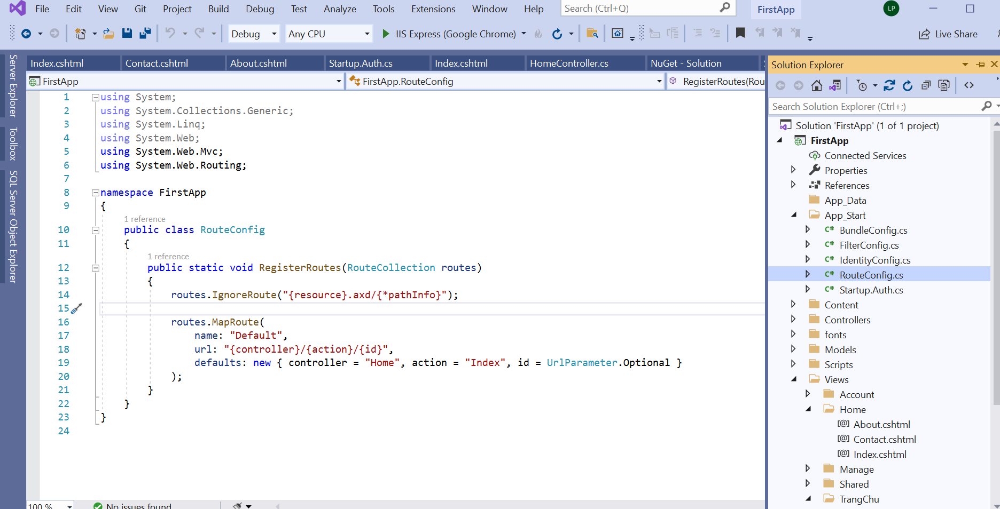 File Edit View Git Project Build Debug Test Analyze Tools Extensions Window Help Search (Ctrl+Q) FirstApp LP
Debug Any CPU IIS Express (Google Chrome) Live Share
Server Explorer
Toolbox
SQL Server Object Explorer
Index.cshtml Contact.cshtml About.cshtml Startup.Auth.cs Index.cshtml HomeController.cs NuGet - Solution
FirstApp FirstApp.RouteConfig RegisterRoutes(Rou
1 using System;
2 using System.Collections.Generic;
3 using System.Linq;
4 using System.Web;
5 using System.Web.Mvc;
6 using System.Web.Routing;
7
8 namespace FirstApp
9 {
1 reference
10 public class RouteConfig
11 {
1 reference
12 public static void RegisterRoutes(RouteCollection routes)
13 {
14 routes.IgnoreRoute("{resource}.axd/{*pathInfo}");
15
16 routes.MapRoute(
17 name: "Default",
18 url: "{controller}/{action}/{id}",
19 defaults: new { controller = "Home", action = "Index", id = UrlParameter.Optional }
20 );
21 }
22 }
23 }
24
100 % No issues found
Solution Explorer
Search Solution Explorer (Ctrl+;)
Solution 'FirstApp' (1 of 1 project)
FirstApp
Connected Services
Properties
References
App_Data
App_Start
C# BundleConfig.cs
C# FilterConfig.cs
C# IdentityConfig.cs
C# RouteConfig.cs
C# Startup.Auth.cs
Content
Controllers
fonts
Models
Scripts
Views
Account
Home
[@] About.cshtml
[@] Contact.cshtml
[@] Index.cshtml
Manage
Shared
TrangChu